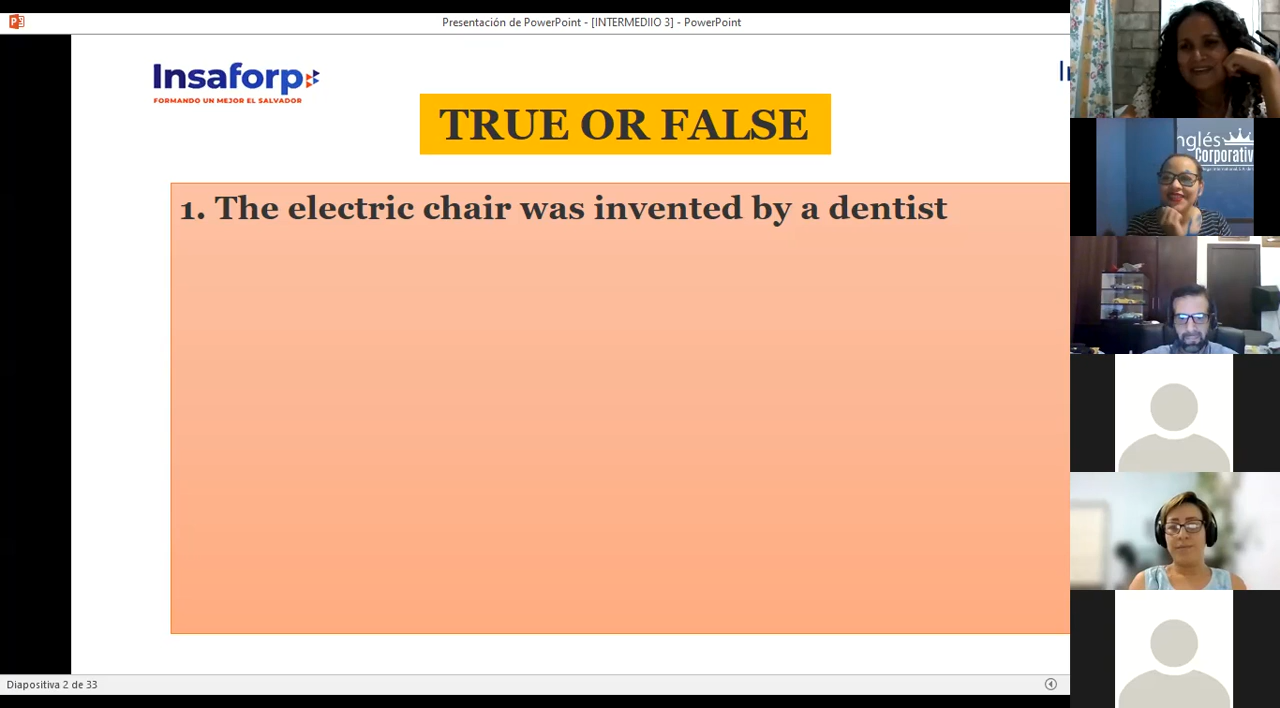 Presentación de PowerPoint - [INTERMEDIIO 3] - PowerPoint
Insaforp
FORMANDO UN MEJOR EL SALVADOR
TRUE OR FALSE
1. The electric chair was invented by a dentist
nglés
Corporativ
Diapositiva 2 de 33